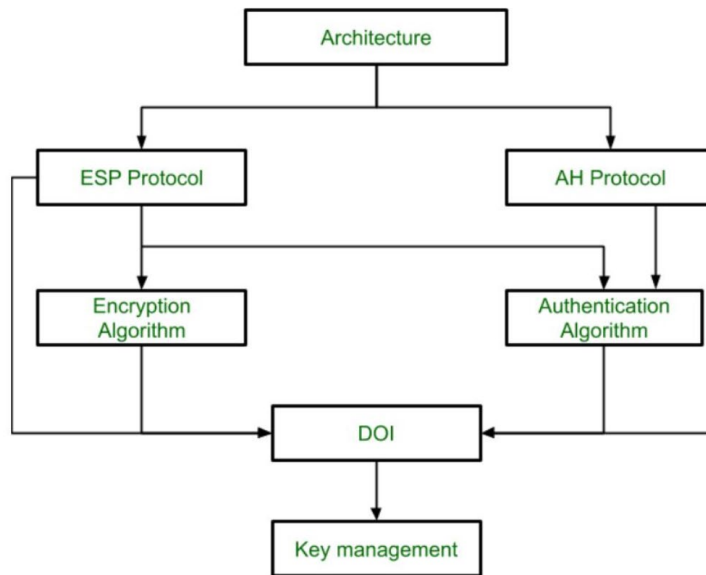 Architecture
ESP Protocol
AH Protocol
Encryption
Algorithm
Authentication
Algorithm
DOI
Key management